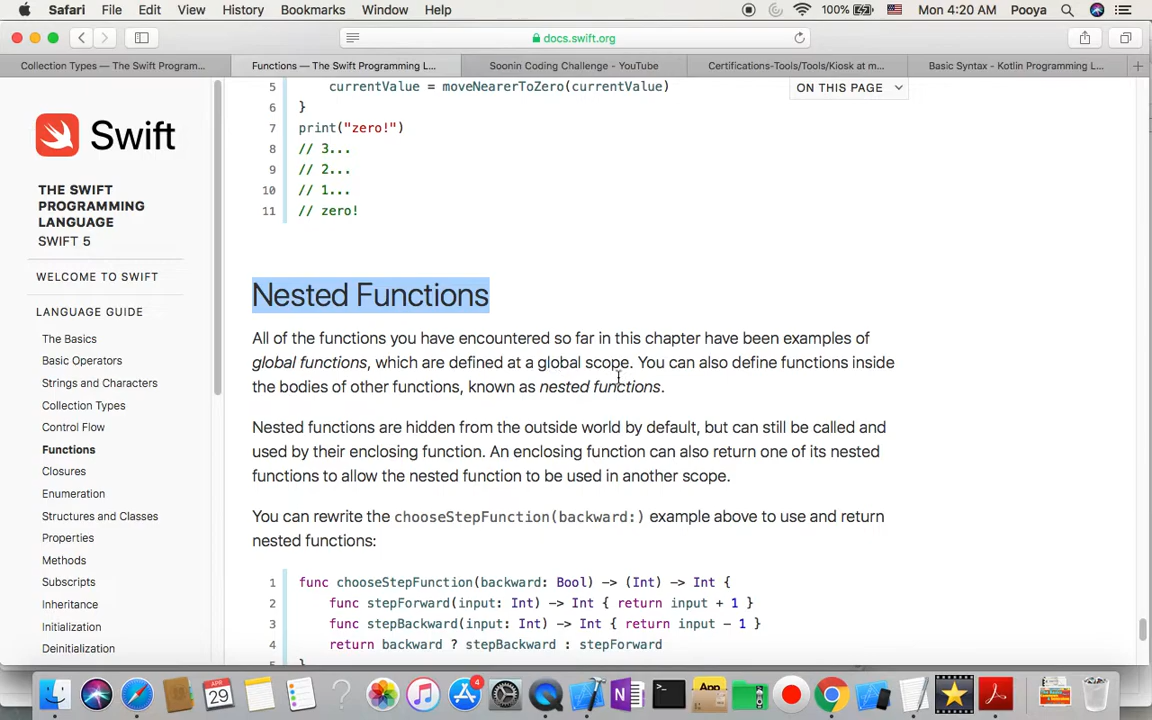 Safari File Edit View History Bookmarks Window Help 100% Mon 4:20 AM Pooya
docs.swift.org
Collection Types — The Swift Program... Functions — The Swift Programming L... Soonin Coding Challenge - YouTube Certifications-Tools/Tools/Kiosk at m... Basic Syntax - Kotlin Programming L...
Swift
THE SWIFT
PROGRAMMING
LANGUAGE
SWIFT 5
WELCOME TO SWIFT
LANGUAGE GUIDE
The Basics
Basic Operators
Strings and Characters
Collection Types
Control Flow
Functions
Closures
Enumeration
Structures and Classes
Properties
Methods
Subscripts
Inheritance
Initialization
Deinitialization
ON THIS PAGE
5 currentValue = moveNearerToZero(currentValue)
6 }
7 print("zero!")
8 // 3...
9 // 2...
10 // 1...
11 // zero!
Nested Functions
All of the functions you have encountered so far in this chapter have been examples of
global functions, which are defined at a global scope. You can also define functions inside
the bodies of other functions, known as nested functions.
Nested functions are hidden from the outside world by default, but can still be called and
used by their enclosing function. An enclosing function can also return one of its nested
functions to allow the nested function to be used in another scope.
You can rewrite the chooseStepFunction(backward:) example above to use and return
nested functions:
1 func chooseStepFunction(backward: Bool) -> (Int) -> Int {
2 func stepForward(input: Int) -> Int { return input + 1 }
3 func stepBackward(input: Int) -> Int { return input - 1 }
4 return backward ? stepBackward : stepForward
5 }
APR
29
4
App